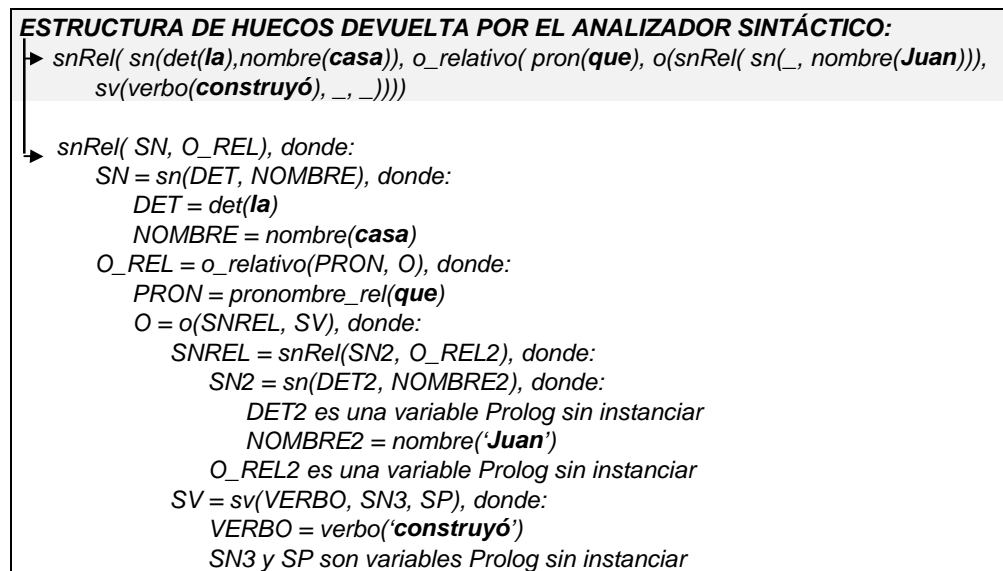 ESTRUCTURA DE HUECOS DEVUELTA POR EL ANALIZADOR SINTÁCTICO:
snRel( sn(det(la),nombre(casa)), o_relativo( pron(que), o(snRel( sn(_, nombre(Juan))),
sv(verbo(construyó), _, _))))
snRel( SN, O_REL), donde:
SN = sn(DET, NOMBRE), donde:
DET = det(la)
NOMBRE = nombre(casa)
O_REL = o_relativo(PRON, O), donde:
PRON = pronombre_rel(que)
O = o(SNREL, SV), donde:
SNREL = snRel(SN2, O_REL2), donde:
SN2 = sn(DET2, NOMBRE2), donde:
DET2 es una variable Prolog sin instanciar
NOMBRE2 = nombre(‘Juan’)
O_REL2 es una variable Prolog sin instanciar
SV = sv(VERBO, SN3, SP), donde:
VERBO = verbo(‘construyó’)
SN3 y SP son variables Prolog sin instanciar